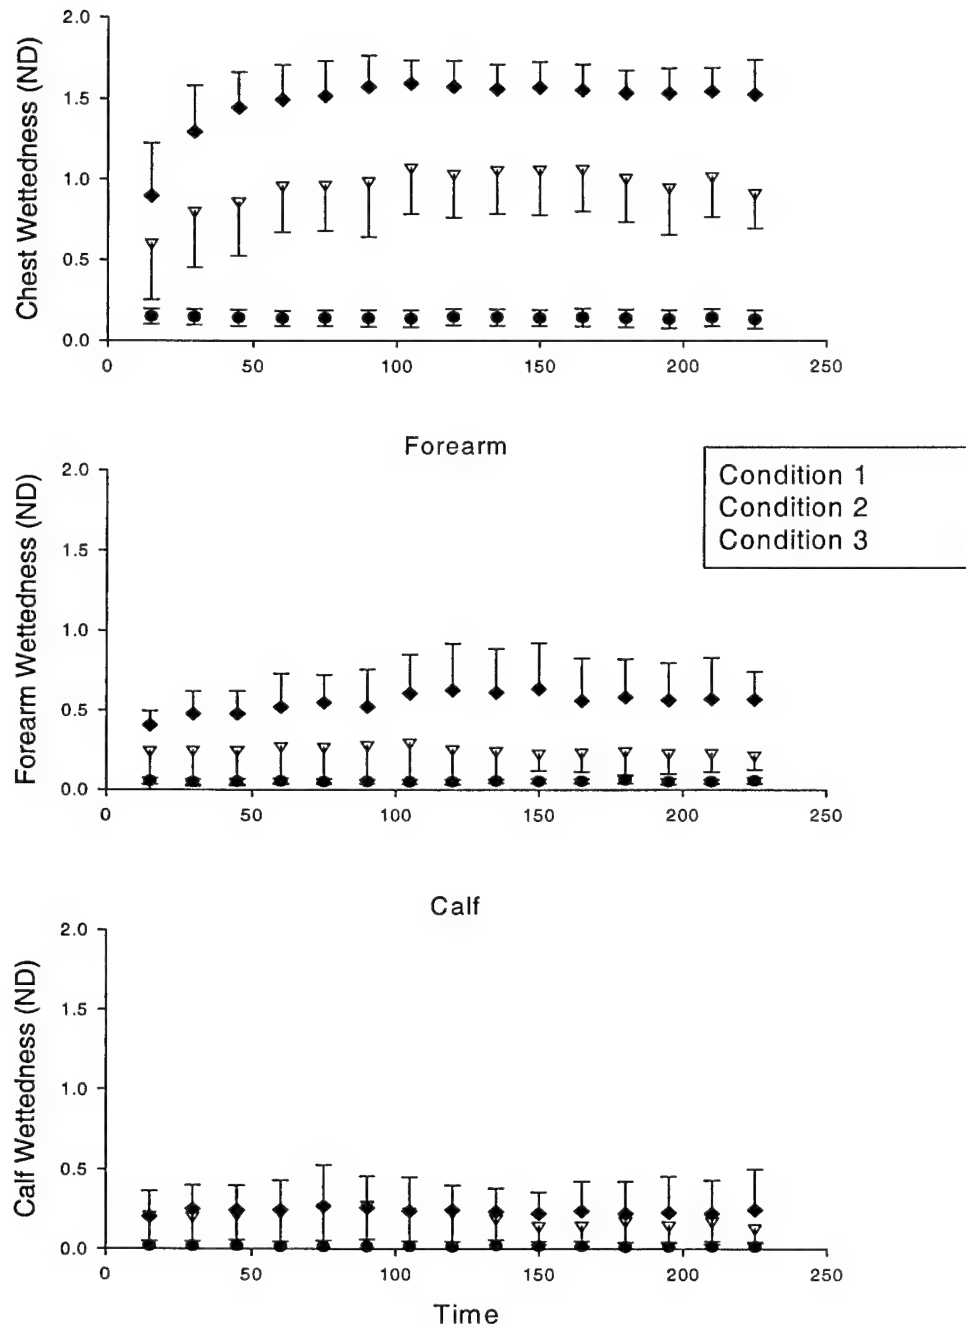 2.0
1.5
1.0
0.5
0.0
Chest Wettedness (ND)
0 50 100 150 200 250
Forearm
2.0
1.5
1.0
0.5
0.0
Forearm Wettedness (ND)
Condition 1
Condition 2
Condition 3
0 50 100 150 200 250
Calf
2.0
1.5
1.0
0.5
0.0
Calf Wettedness (ND)
0 50 100 150 200 250
Time